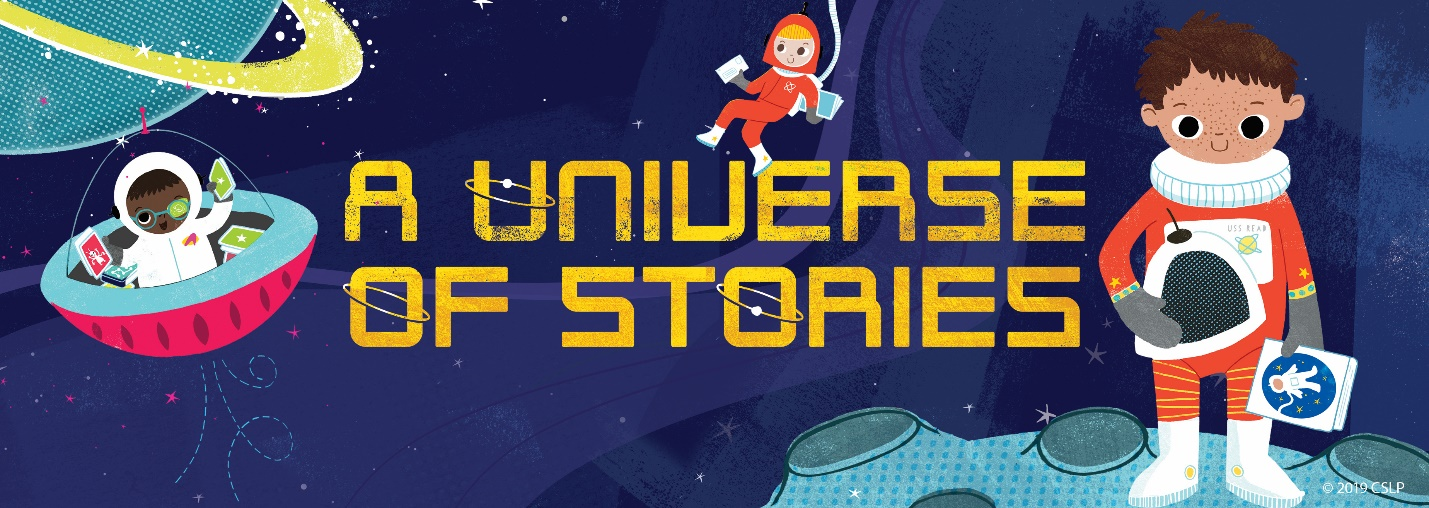 A UNIVERSE
OF STORIES
USS READ
© 2019 CSLP